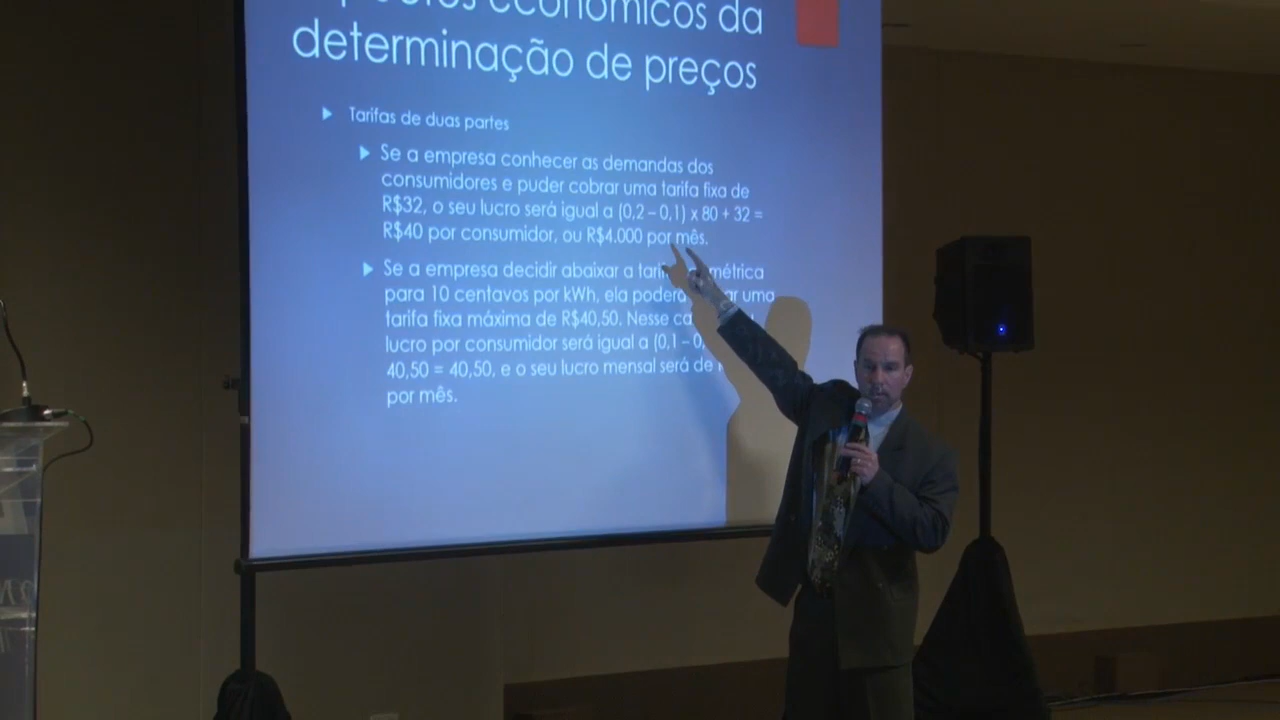 econômicos da
determinação de preços
Tarifas de duas partes
Se a empresa conhecer as demandas dos
consumidores e puder cobrar uma tarifa fixa de
R$32, o seu lucro será igual a (0,2 – 0,1) x 80 + 32 =
R$40 por consumidor, ou R$4.000 por mês.
Se a empresa decidir abaixar a
para 10 centavos por kWh, ela uma
tarifa fixa máxima de R$40,50. Nesse
lucro por consumidor será igual a (0,1 –
40,50 = 40,50, e o seu lucro mensal será de
por mês.